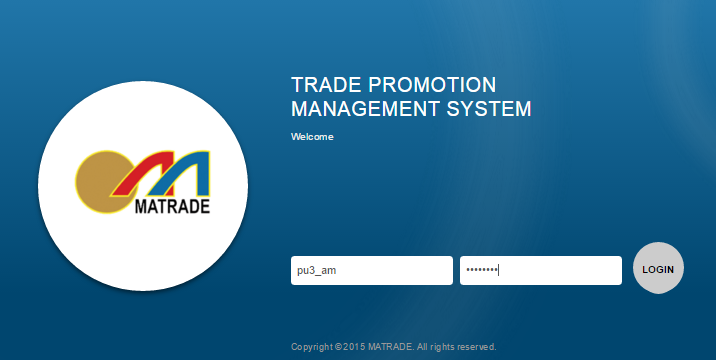 TRADE PROMOTION
MANAGEMENT SYSTEM
Welcome
MATRADE
pu3_am
••••••••
LOGIN
Copyright ©2015 MATRADE. All rights reserved.